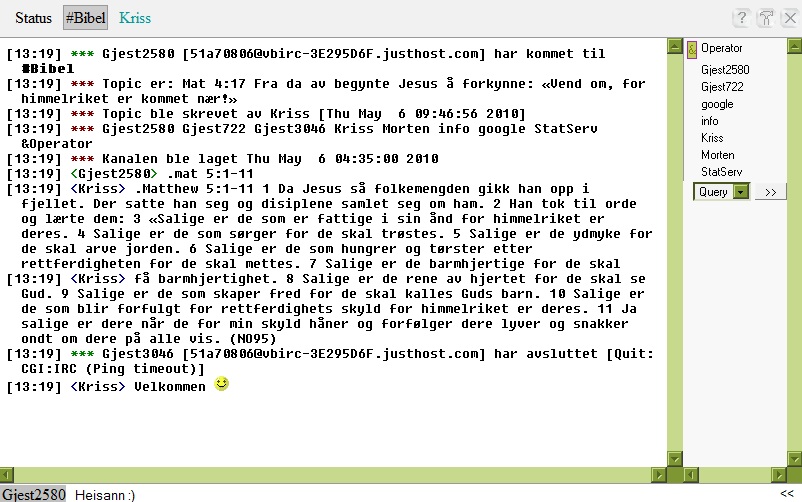 Status #Bibel Kriss
[13:19] *** Gjest2580 [51a70806@vbirc-3E295D6F.justhost.com] har kommet til
#Bibel
[13:19] *** Topic er: Mat 4:17 Fra da av begynte Jesus å forkynne: «Vend om, for
himmelriket er kommet nær!»
[13:19] *** Topic ble skrevet av Kriss [Thu May 6 09:46:56 2010]
[13:19] *** Gjest2580 Gjest722 Gjest3046 Kriss Morten info google StatServ
&Operator
[13:19] *** Kanalen ble laget Thu May 6 04:35:00 2010
[13:19] <Gjest2580> .mat 5:1-11
[13:19] <Kriss> .Matthew 5:1-11 1 Da Jesus så folkemengden gikk han opp i
fjellet. Der satte han seg og disiplene samlet seg om ham. 2 Han tok til orde
og lærte dem: 3 «Salige er de som er fattige i sin ånd for himmelriket er
deres. 4 Salige er de som sørger for de skal trøstes. 5 Salige er de ydmyke for
de skal arve jorden. 6 Salige er de som hungrer og tørster etter
rettferdigheten for de skal mettes. 7 Salige er de barmhjertige for de skal
[13:19] <Kriss> få barmhjertighet. 8 Salige er de rene av hjertet for de skal se
Gud. 9 Salige er de som skaper fred for de skal kalles Guds barn. 10 Salige er
de som blir forfulgt for rettferdighets skyld for himmelriket er deres. 11 Ja
salige er dere når de for min skyld håner og forfølger dere lyver og snakker
ondt om dere på alle vis. (NO95)
[13:19] *** Gjest3046 [51a70806@vbirc-3E295D6F.justhost.com] har avsluttet [Quit:
CGI:IRC (Ping timeout)]
[13:19] <Kriss> Velkommen
& Operator
Gjest2580
Gjest722
google
info
Kriss
Morten
StatServ
Query >>
Gjest2580 Heisann :) <<